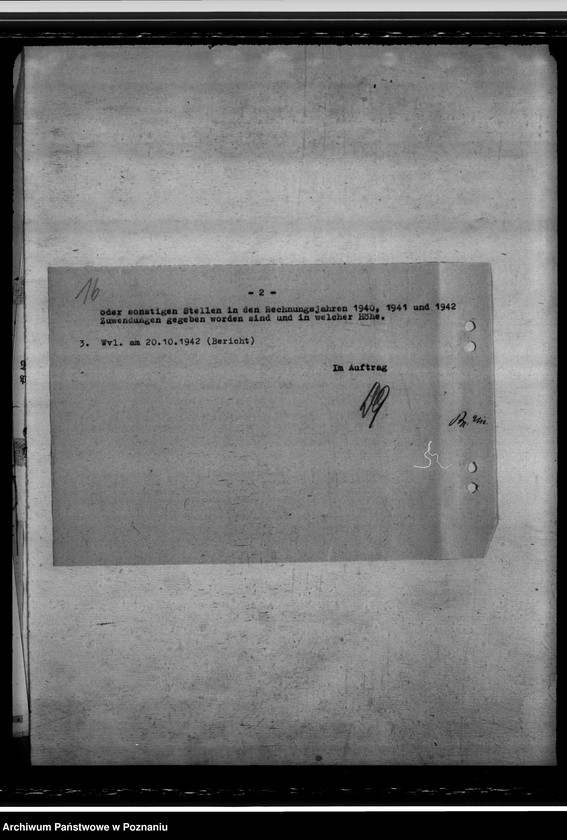 16
- 2 -
oder sonstigen Stellen in den Rechnungsjahren 1940, 1941 und 1942
Zuwendungen gegeben worden sind und in welcher Höhe.
3. Wvl. am 20.10.1942 (Bericht)
Im Auftrag
Archiwum Państwowe w Poznaniu